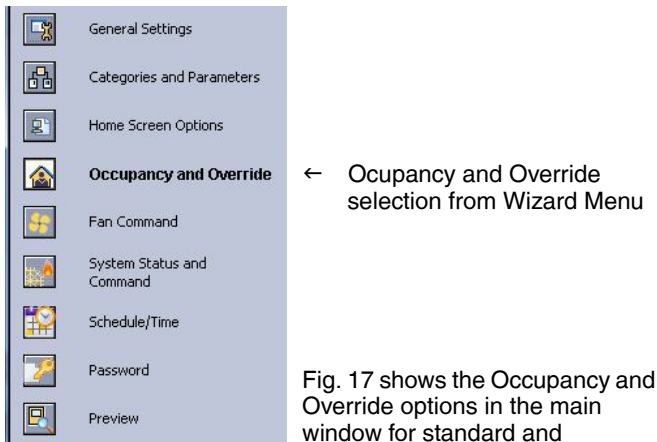 General Settings
Categories and Parameters
Home Screen Options
Occupancy and Override
← Ocupancy and Override
selection from Wizard Menu
Fan Command
System Status and
Command
Schedule/Time
Password
Preview
Fig. 17 shows the Occupancy and
Override options in the main
window for standard and